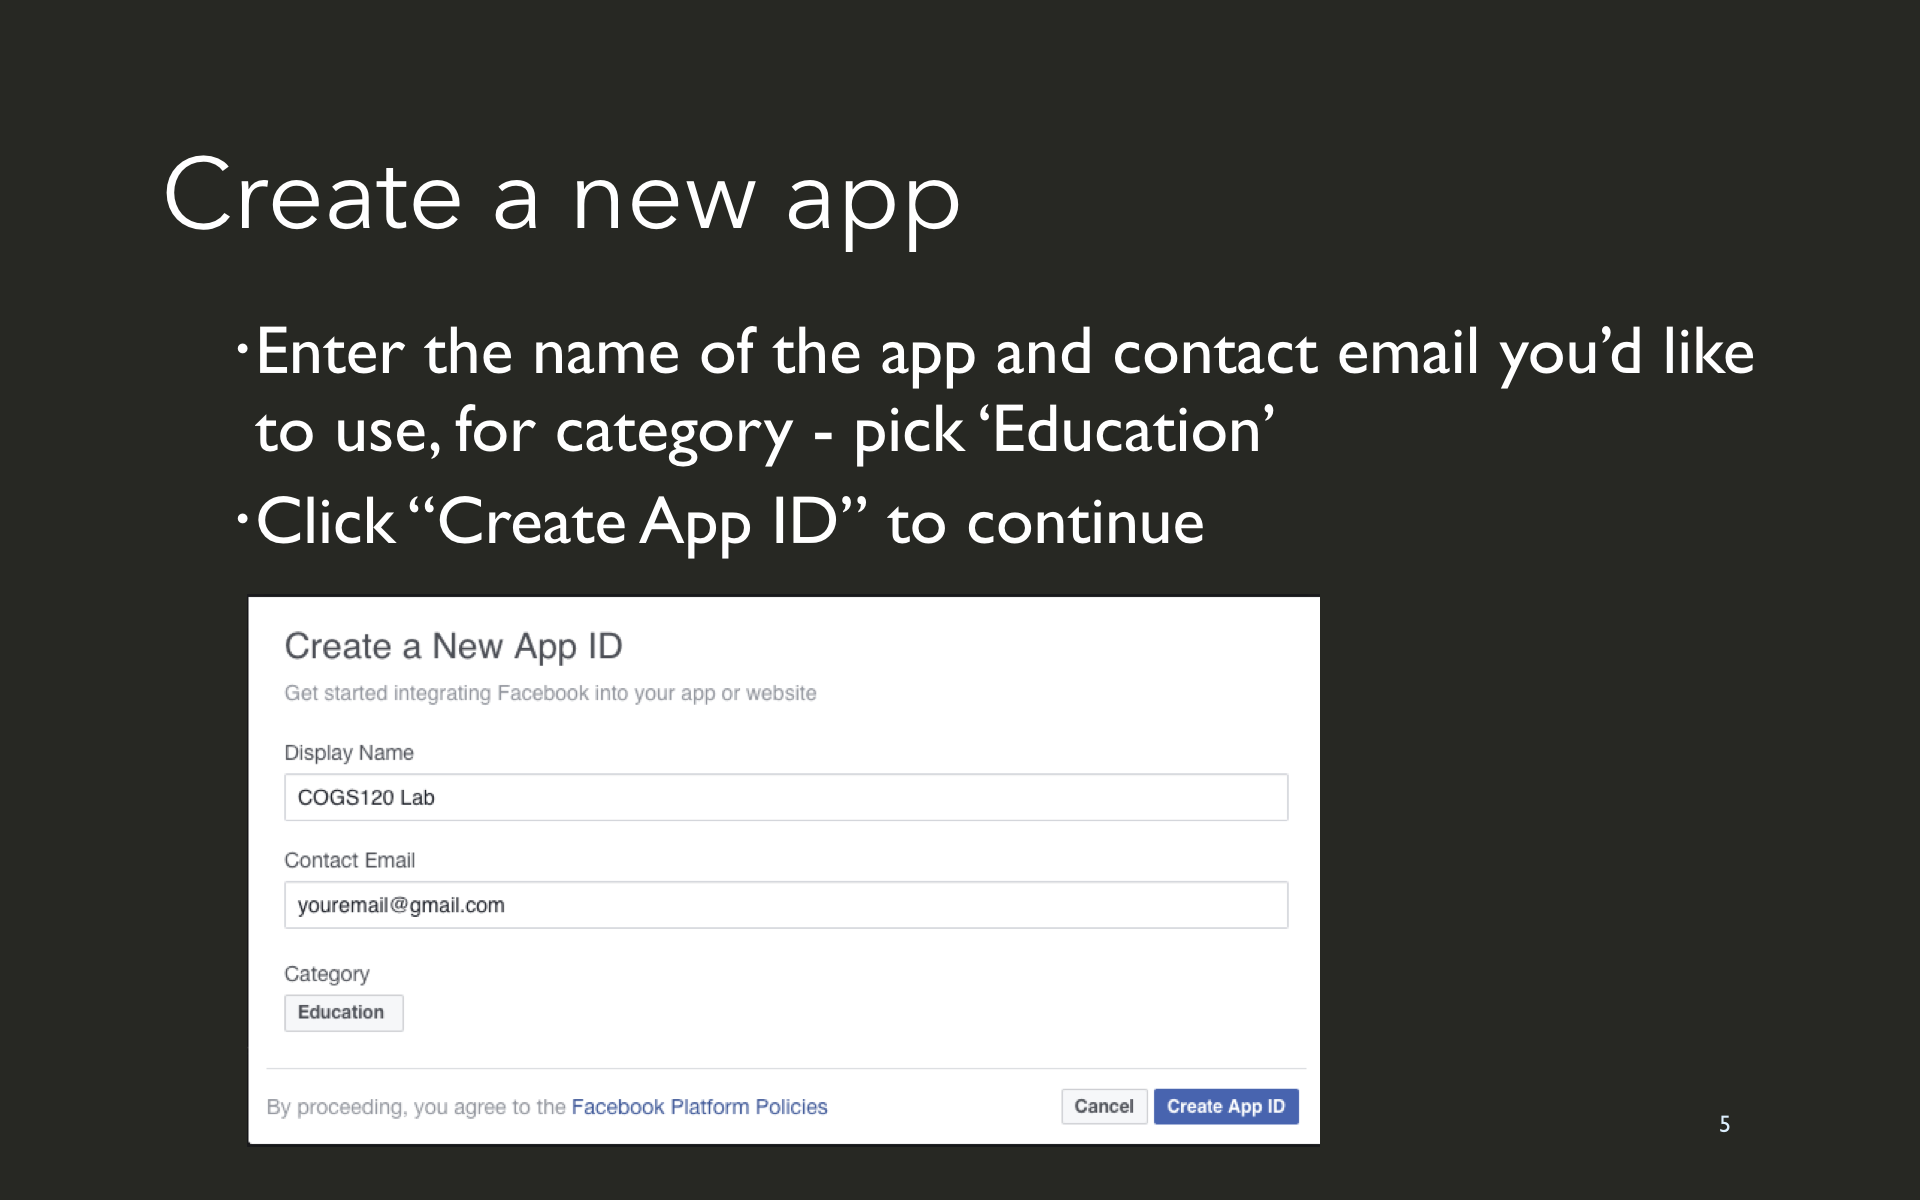 Create a new app
•Enter the name of the app and contact email you’d like
to use, for category - pick ‘Education’
•Click “Create App ID” to continue
Create a New App ID
Get started integrating Facebook into your app or website
Display Name
COGS120 Lab
Contact Email
youremail@gmail.com
Category
Education
By proceeding, you agree to the Facebook Platform Policies
Cancel
Create App ID
5